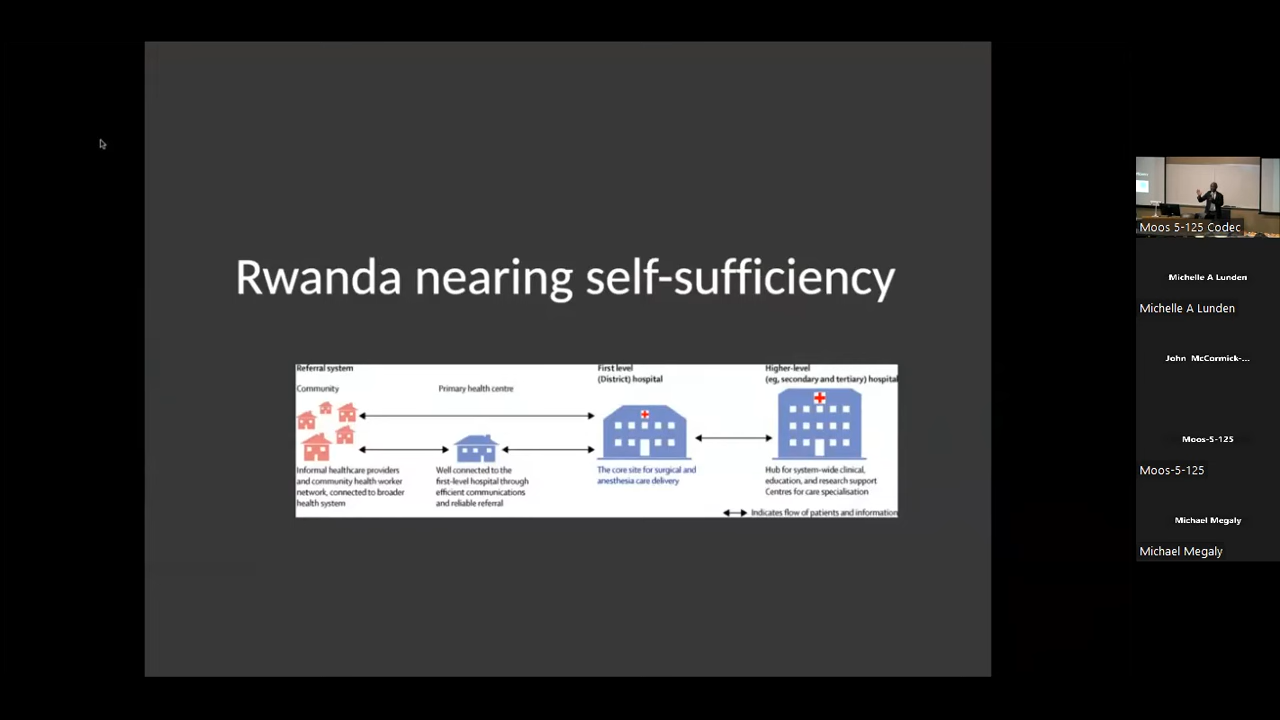 Rwanda nearing self-sufficiency
Referral system
Community
Primary health centre
First level
(District) hospital
Higher-level
(eg, secondary and tertiary) hospital
Informal healthcare providers
and community health worker
network, connected to broader
health system
Well connected to the
first-level hospital through
efficient communications
and reliable referral
The core site for surgical and
anesthesia care delivery
Hub for system-wide clinical,
education, and research support
Centres for care specialisation
Indicates flow of patients and information
Moos 5-125 Codec
Michelle A Lunden
Michelle A Lunden
John McCormick-...
Moos-5-125
Moos-5-125
Michael Megaly
Michael Megaly